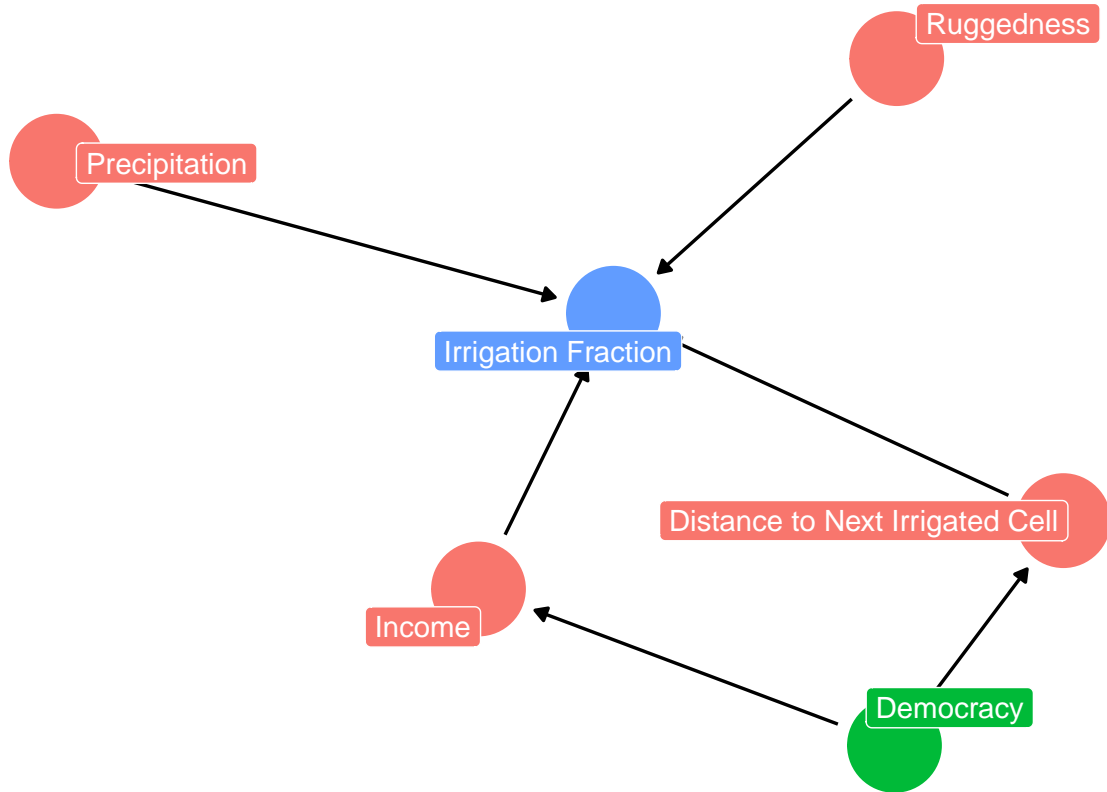 Ruggedness
Precipitation
Irrigation Fraction
Distance to Next Irrigated Cell
Income
Democracy